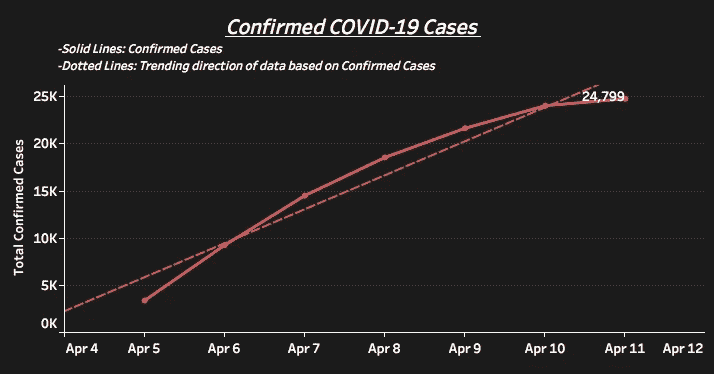 Confirmed COVID-19 Cases
-Solid Lines: Confirmed Cases
-Dotted Lines: Trending direction of data based on Confirmed Cases
25K
24,799
20K
15K
10K
5K
0K
Total Confirmed Cases
Apr 4 Apr 5 Apr 6 Apr 7 Apr 8 Apr 9 Apr 10 Apr 11 Apr 12